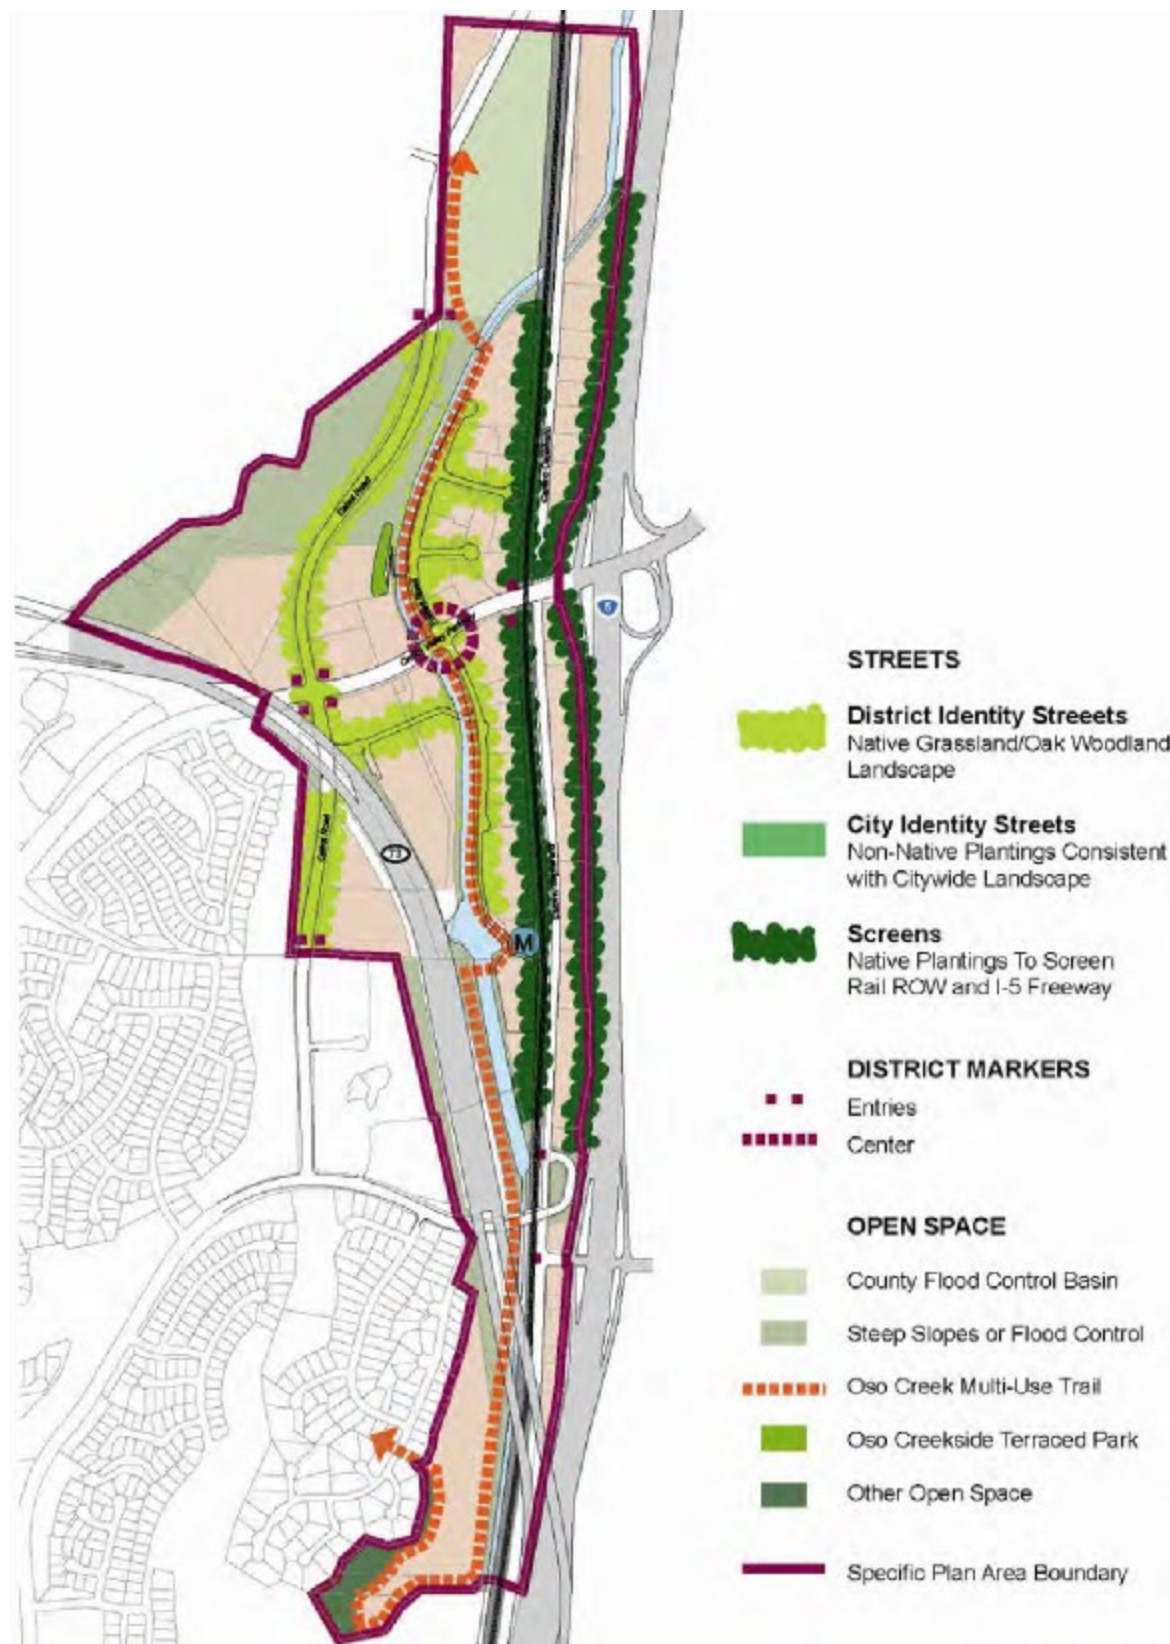 Cabot Road
5
STREETS
District Identity Streeets
Native Grassland/Oak Woodland
Landscape
City Identity Streets
Non-Native Plantings Consistent
with Citywide Landscape
73
Screens
Native Plantings To Screen
Rail ROW and I-5 Freeway
M
DISTRICT MARKERS
Entries
Center
OPEN SPACE
County Flood Control Basin
Steep Slopes or Flood Control
Oso Creek Multi-Use Trail
Oso Creekside Terraced Park
Other Open Space
Specific Plan Area Boundary